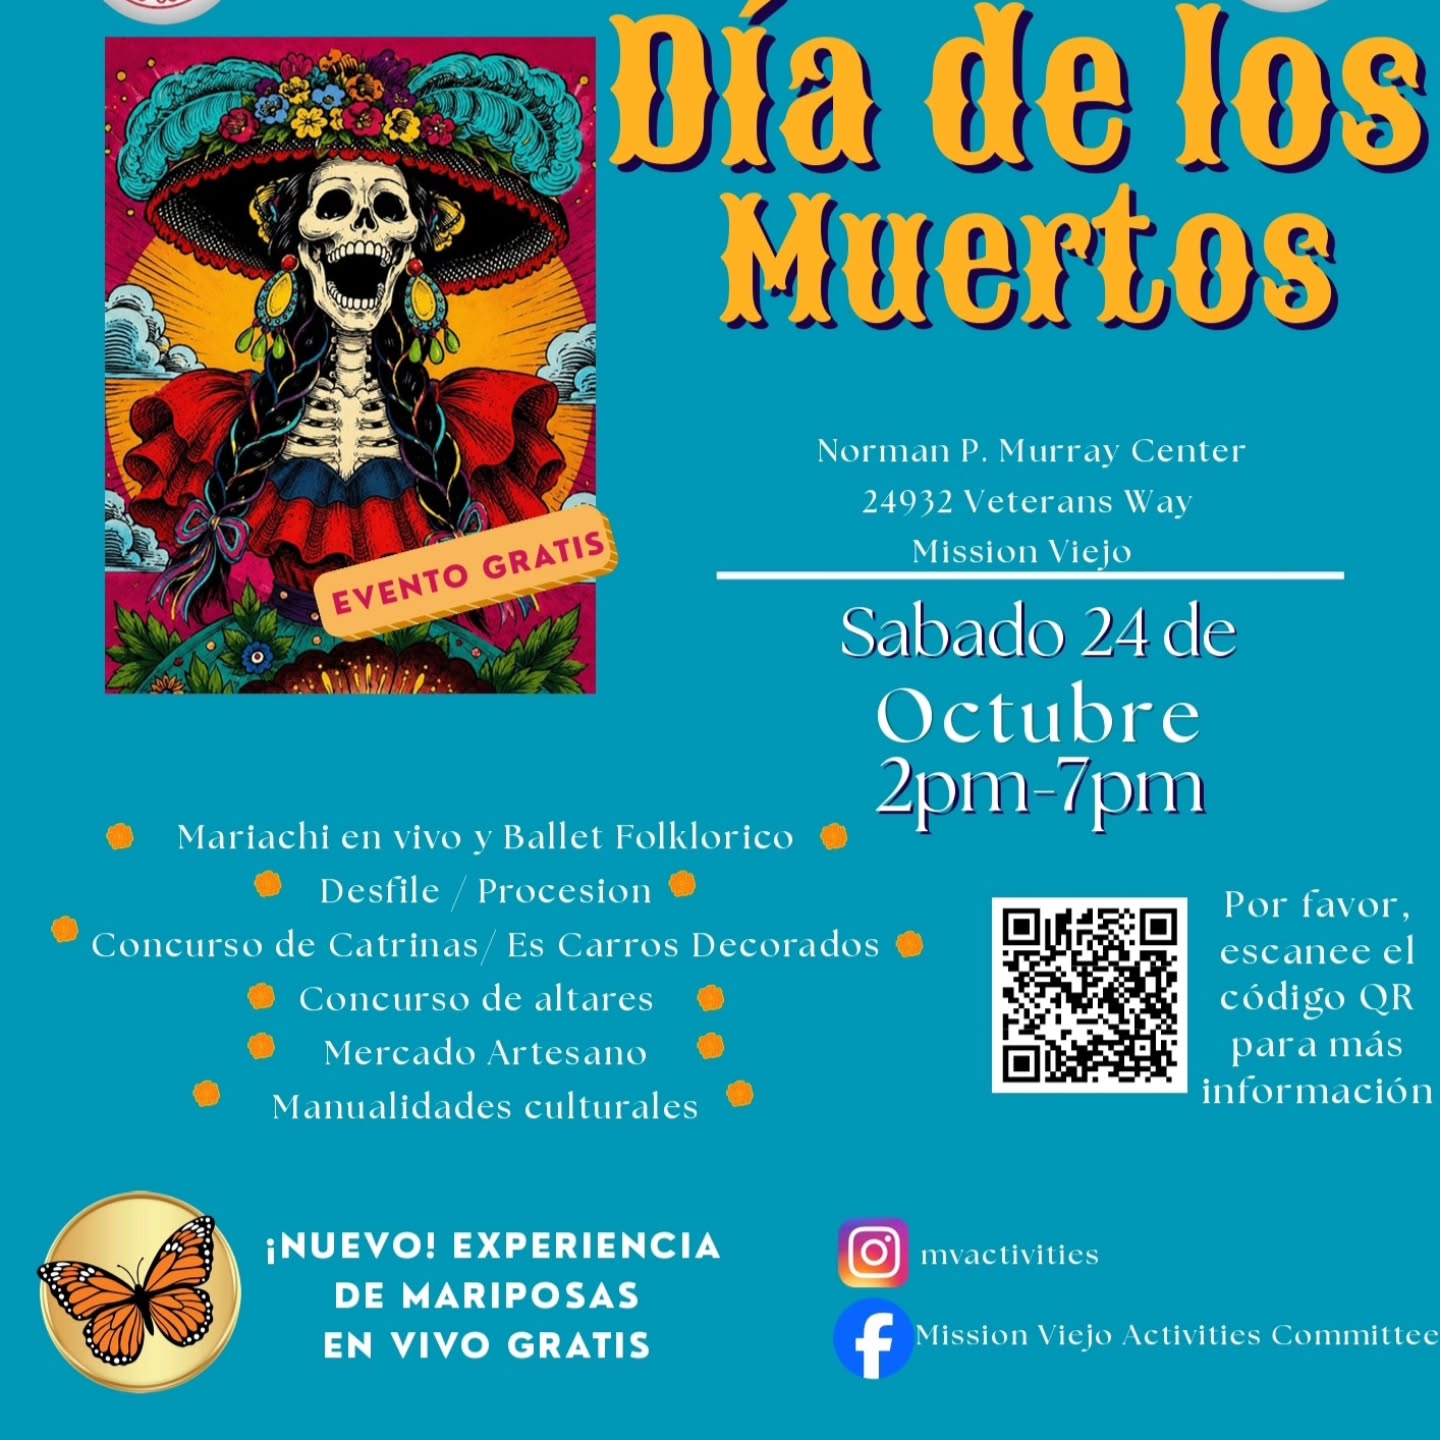 Día de los
Muertos
Norman P. Murray Center
24932 Veterans Way
Mission Viejo
EVENTO GRATIS
Sabado 24 de
Octubre
2pm-7pm
Mariachi en vivo y Ballet Folklorico
Desfile / Procesion
Concurso de Catrinas/ Es Carros Decorados
Concurso de altares
Mercado Artesano
Manualidades culturales
Por favor,
escanee el
código QR
para más
información
¡NUEVO! EXPERIENCIA
DE MARIPOSAS
EN VIVO GRATIS
mvactivities
Mission Viejo Activities Committee